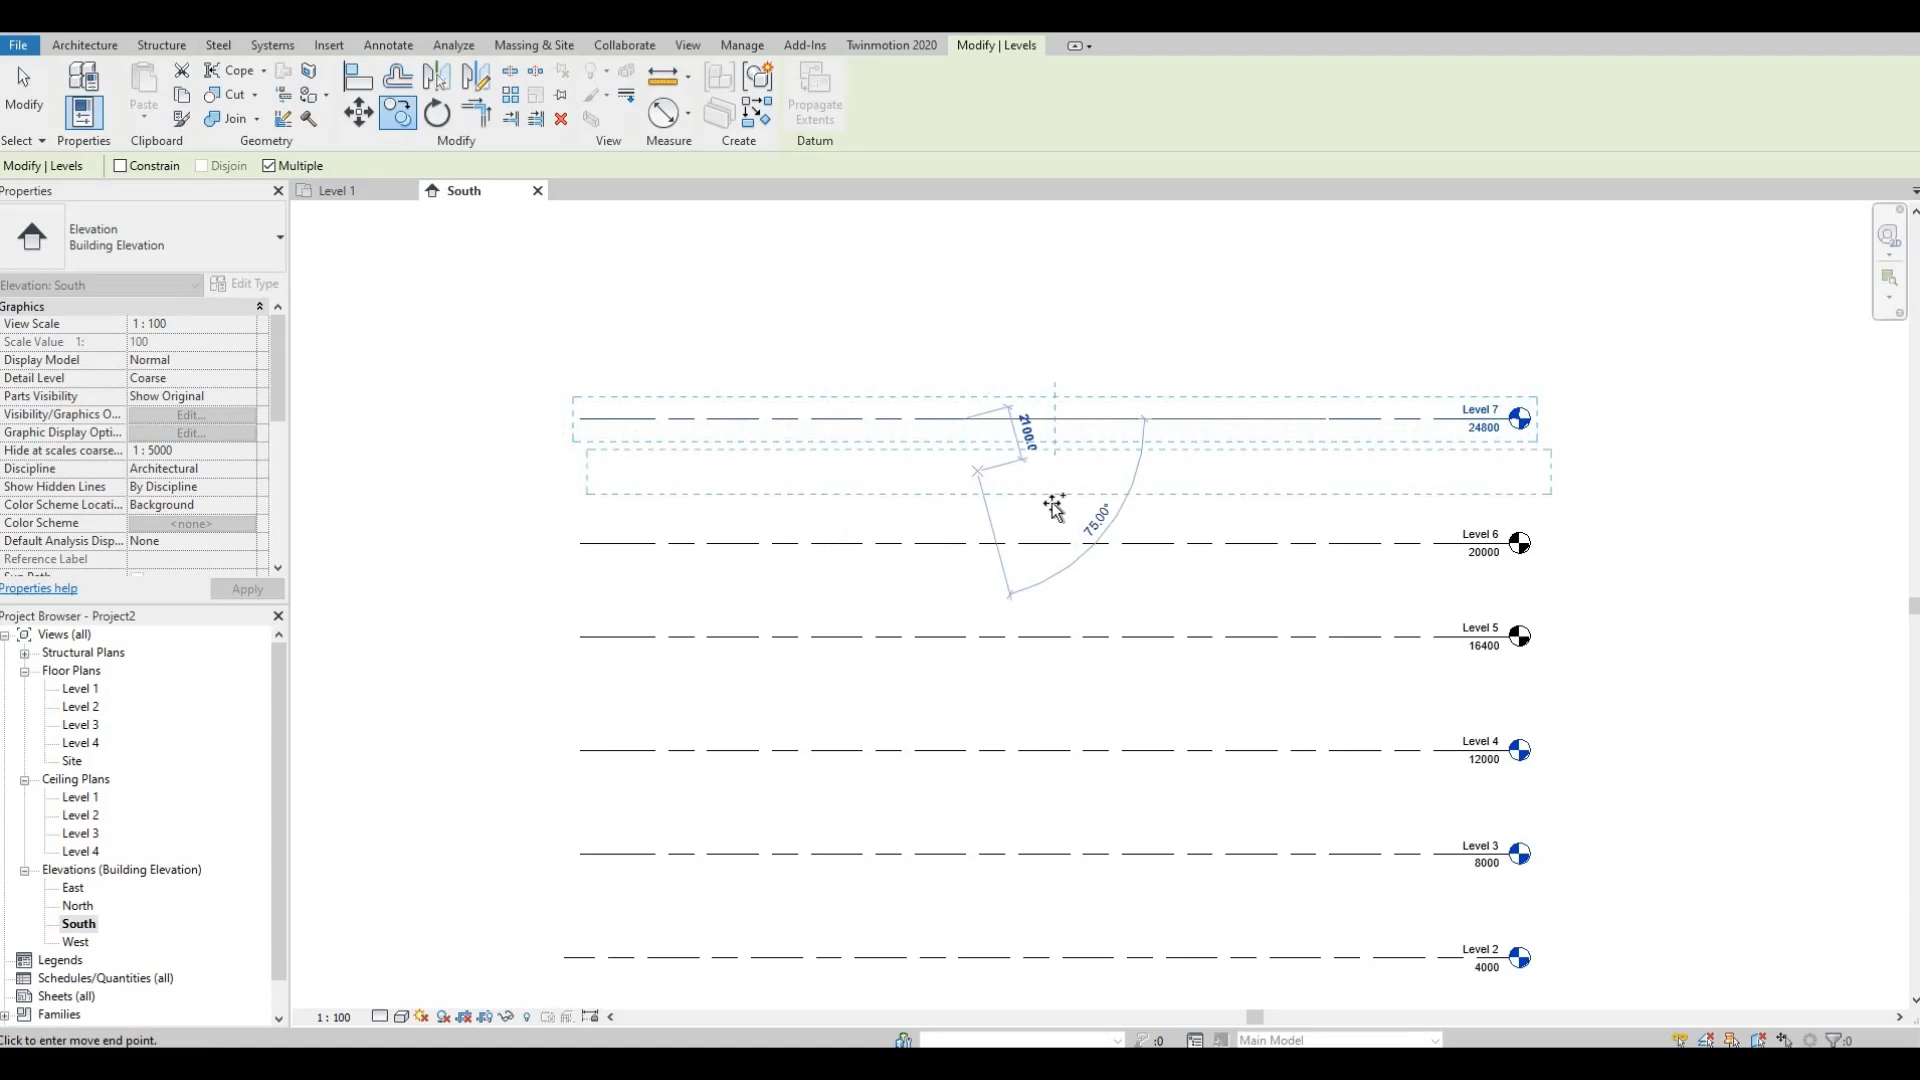 File Architecture Structure Steel Systems Insert Annotate Analyze Massing & Site Collaborate View Manage Add-Ins Twinmotion 2020 Modify | Levels
Modify Paste Cope Cut Join Propagate Extents
Select Properties Clipboard Geometry Modify View Measure Create Datum
Modify | Levels Constrain Disjoin Multiple
Properties
Level 1 South
Elevation
Building Elevation
Elevation: South Edit Type
Graphics
View Scale 1 : 100
Scale Value 1: 100
Display Model Normal
Detail Level Coarse
Parts Visibility Show Original
Visibility/Graphics O... Edit...
Graphic Display Opti... Edit...
Hide at scales coarse... 1 : 5000
Discipline Architectural
Show Hidden Lines By Discipline
Color Scheme Locati... Background
Color Scheme <none>
Default Analysis Disp... None
Reference Label
Sun Path
Properties help Apply
Project Browser - Project2
Views (all)
Structural Plans
Floor Plans
Level 1
Level 2
Level 3
Level 4
Site
Ceiling Plans
Level 1
Level 2
Level 3
Level 4
Elevations (Building Elevation)
East
North
South
West
Legends
Schedules/Quantities (all)
Sheets (all)
Families
2D
2100.0
75.00°
Level 7
24800
Level 6
20000
Level 5
16400
Level 4
12000
Level 3
8000
Level 2
4000
1 : 100
Click to enter move end point. :0 Main Model :0